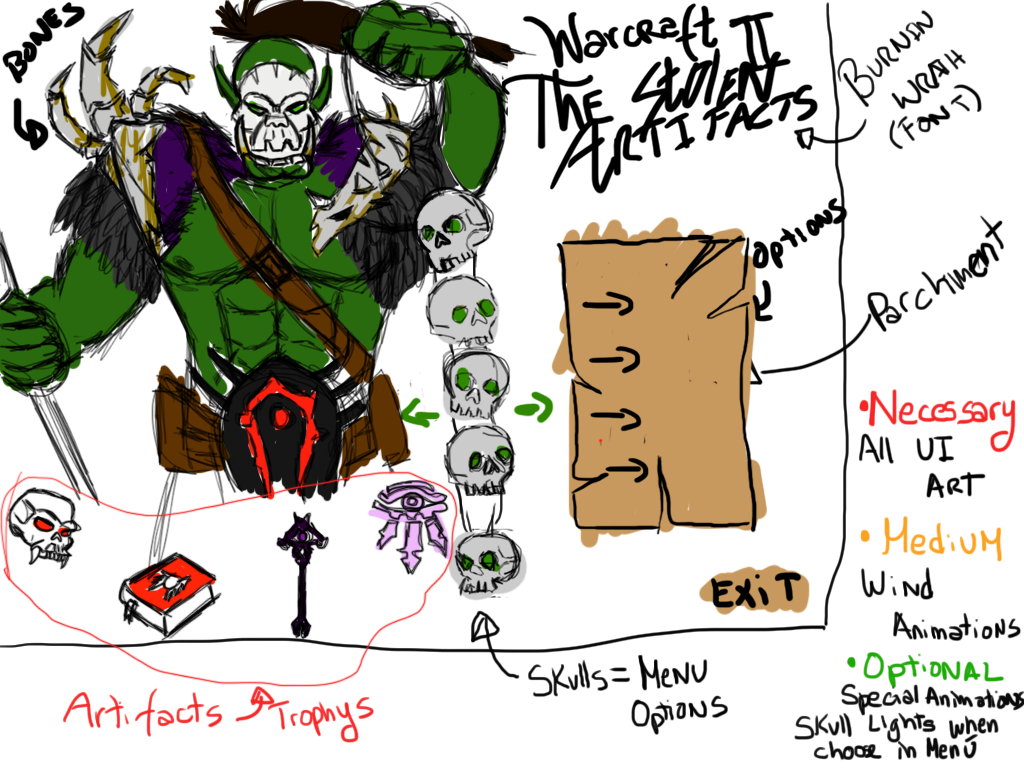 BONES
Warcraft II
The STOLEN
ARTIFACTS
BURNIN
WRATH
(FONT)
OPTIONS
Parchment
•Necessary
All UI
ART
• Medium
Wind
Animations
• Optional
Special Animations
Skull Lights when
choose in Menú
EXIT
Skulls = Menu
Options
Artifacts
Trophys